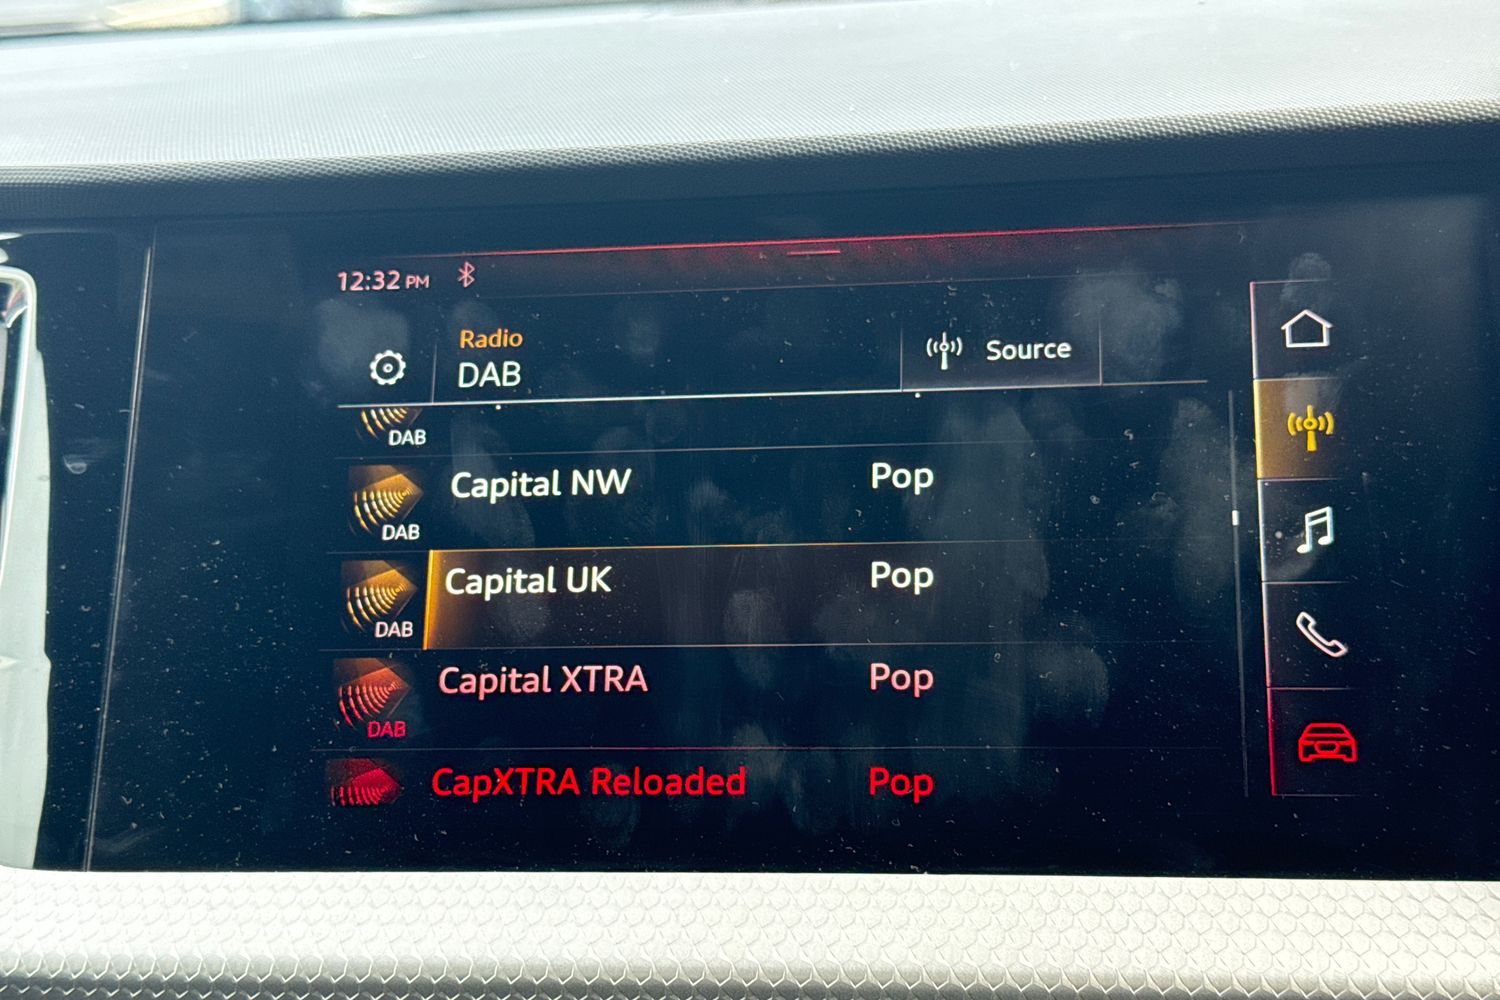 12:32 PM
Radio
DAB
Source
DAB
Capital NW Pop
DAB
Capital UK Pop
DAB
Capital XTRA Pop
DAB
CapXTRA Reloaded Pop